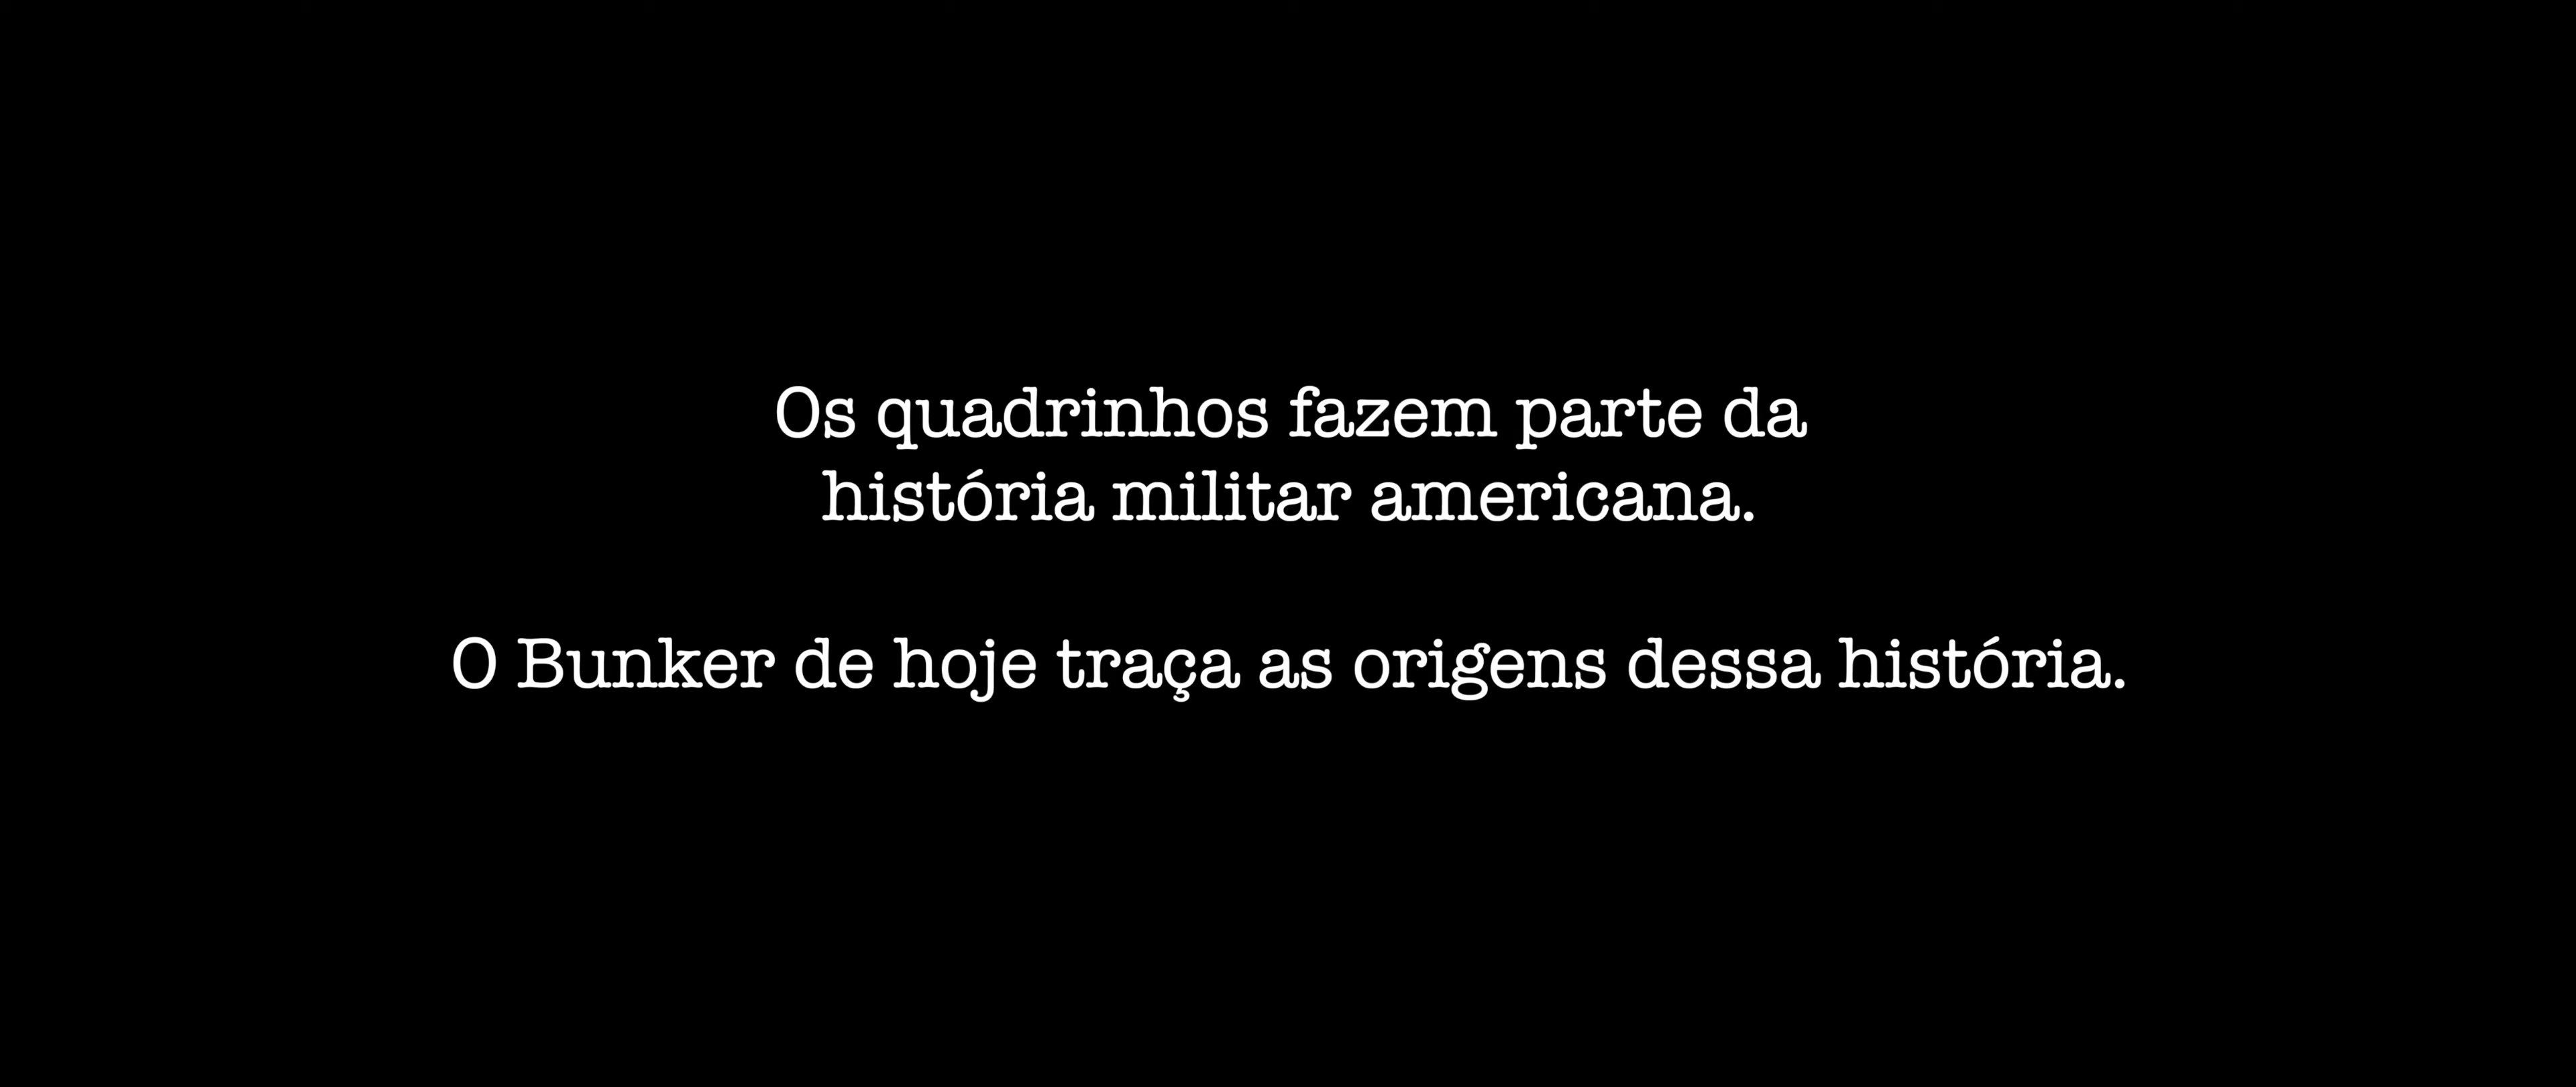 Os quadrinhos fazem parte da
história militar americana.
O Bunker de hoje traça as origens dessa história.